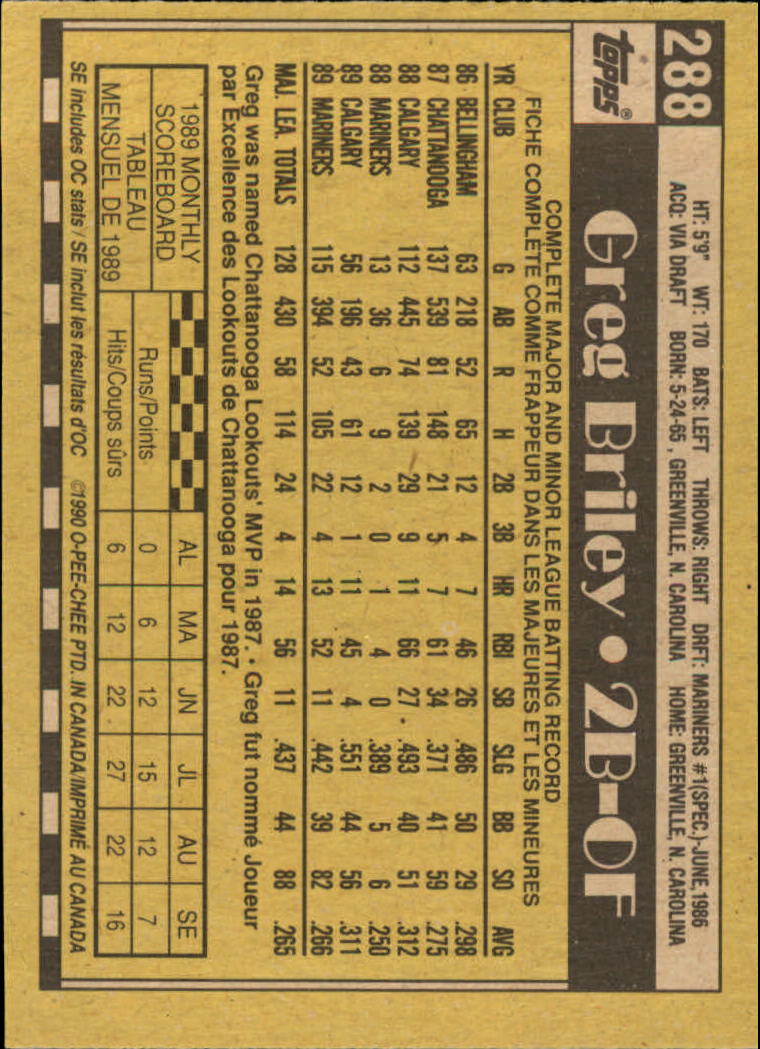 288
HT: 5'9" WT: 170 BATS: LEFT THROWS: RIGHT DRFT: MARINERS #1(SPEC.)-JUNE, 1986
ACQ: VIA DRAFT BORN: 5-24-65, GREENVILLE, N. CAROLINA HOME: GREENVILLE, N. CAROLINA
topps®
Greg Briley • 2B-OF
COMPLETE MAJOR AND MINOR LEAGUE BATTING RECORD
FICHE COMPLÈTE COMME FRAPPEUR DANS LES MAJEURES ET LES MINEURES
YR CLUB G AB R H 2B 3B HR RBI SB SLG BB SO AVG
86 BELLINGHAM 63 218 52 65 12 4 7 46 26 .486 50 29 .298
87 CHATTANOOGA 137 539 81 148 21 5 7 61 34 .371 41 59 .275
88 CALGARY 112 445 74 139 29 9 11 66 27 .493 40 51 .312
88 MARINERS 13 36 6 9 2 0 1 4 0 .389 5 6 .250
89 CALGARY 56 196 43 61 12 1 11 45 4 .551 44 56 .311
89 MARINERS 115 394 52 105 22 4 13 52 11 .442 39 82 .266
MAJ. LEA. TOTALS 128 430 58 114 24 4 14 56 11 .437 44 88 .265
Greg was named Chattanooga Lookouts' MVP in 1987. • Greg fut nommé Joueur
par Excellence des Lookouts de Chattanooga pour 1987.
1989 MONTHLY
SCOREBOARD
TABLEAU
MENSUEL DE 1989
AL MA JN JL AU SE
Runs/Points 0 6 12 15 12 7
Hits/Coups sûrs 6 12 22 27 22 16
SE includes OC stats / SE inclut les résultats d'OC ©1990 O-PEE-CHEE PTD. IN CANADA/IMPRIMÉ AU CANADA